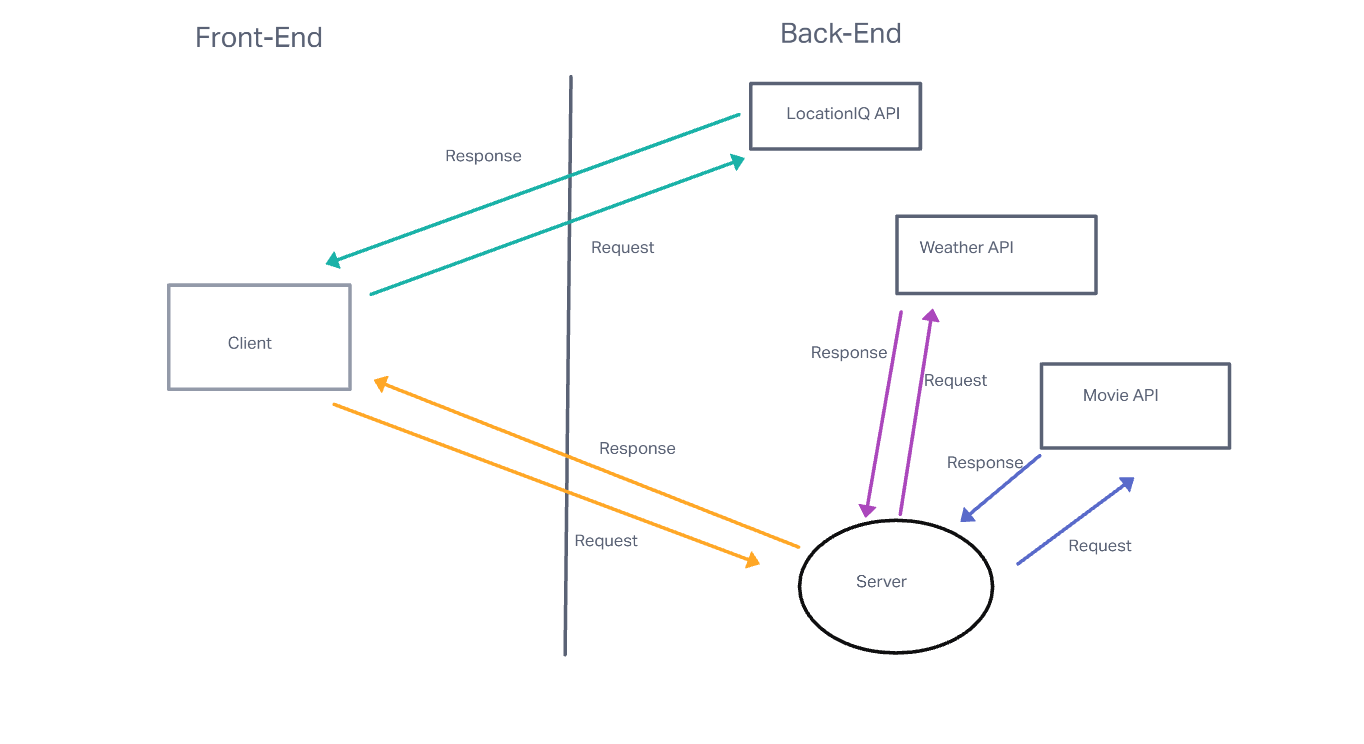 Front-End
Back-End
LocationIQ API
Response
Request
Weather API
Client
Response
Request
Movie API
Response
Response
Request
Request
Server